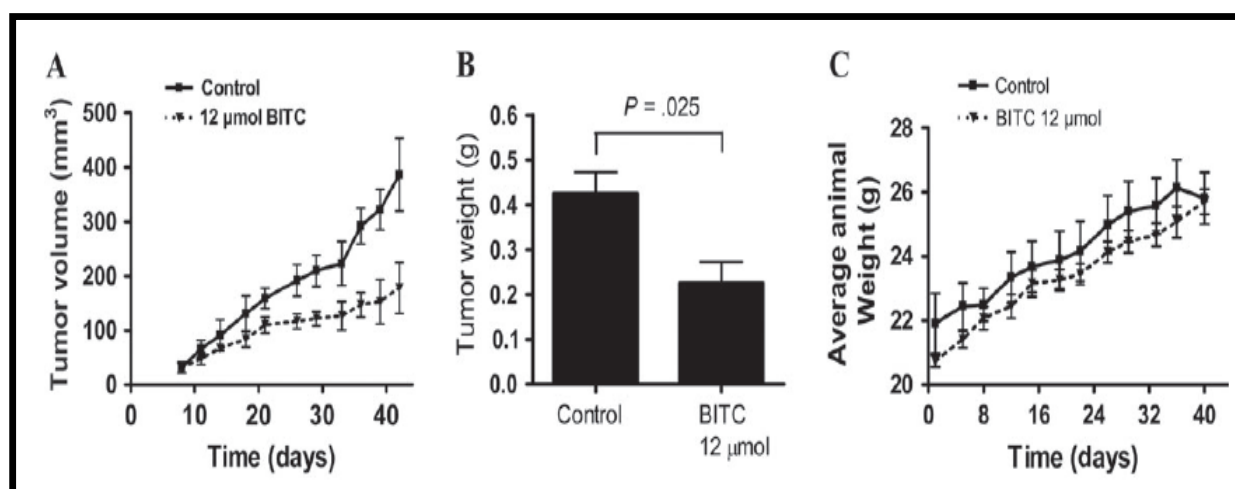 A
Control
12 µmol BITC
Tumor volume (mm³)
500
400
300
200
100
0
0 10 20 30 40
Time (days)
B
P = .025
Tumor weight (g)
0.6
0.5
0.4
0.3
0.2
0.1
0.0
Control BITC
12 µmol
C
Control
BITC 12 µmol
Average animal
Weight (g)
28
26
24
22
20
0 8 16 24 32 40
Time (days)